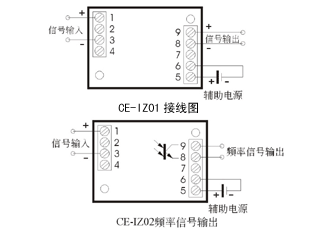 + 1 9 +
信号输入 2 8 信号输出
- 3 7 -
4 6
5 + -
辅助电源
CE-IZ01 接线图
+ 1
信号输入 2 9 频率信号输出
3 8
- 4 7
6
5 + -
辅助电源
CE-IZ02频率信号输出